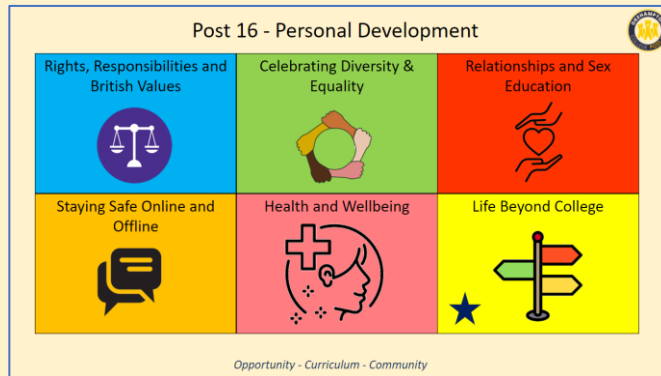 Post 16 - Personal Development
Rights, Responsibilities and
British Values
Celebrating Diversity &
Equality
Relationships and Sex
Education
Staying Safe Online and
Offline
Health and Wellbeing
Life Beyond College
Opportunity - Curriculum - Community